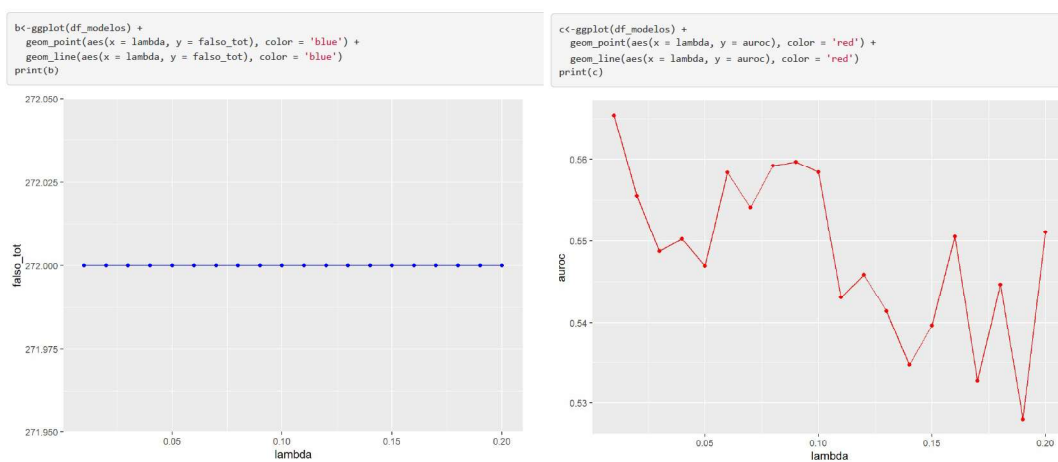 b<-ggplot(df_modelos) +
geom_point(aes(x = lambda, y = falso_tot), color = 'blue') +
geom_line(aes(x = lambda, y = falso_tot), color = 'blue')
print(b)
272.050
272.025
272.000
271.975
271.950
falso_tot
0.05 0.10 0.15 0.20
lambda
c<-ggplot(df_modelos) +
geom_point(aes(x = lambda, y = auroc), color = 'red') +
geom_line(aes(x = lambda, y = auroc), color = 'red')
print(c)
0.56
0.55
0.54
0.53
auroc
0.05 0.10 0.15 0.20
lambda